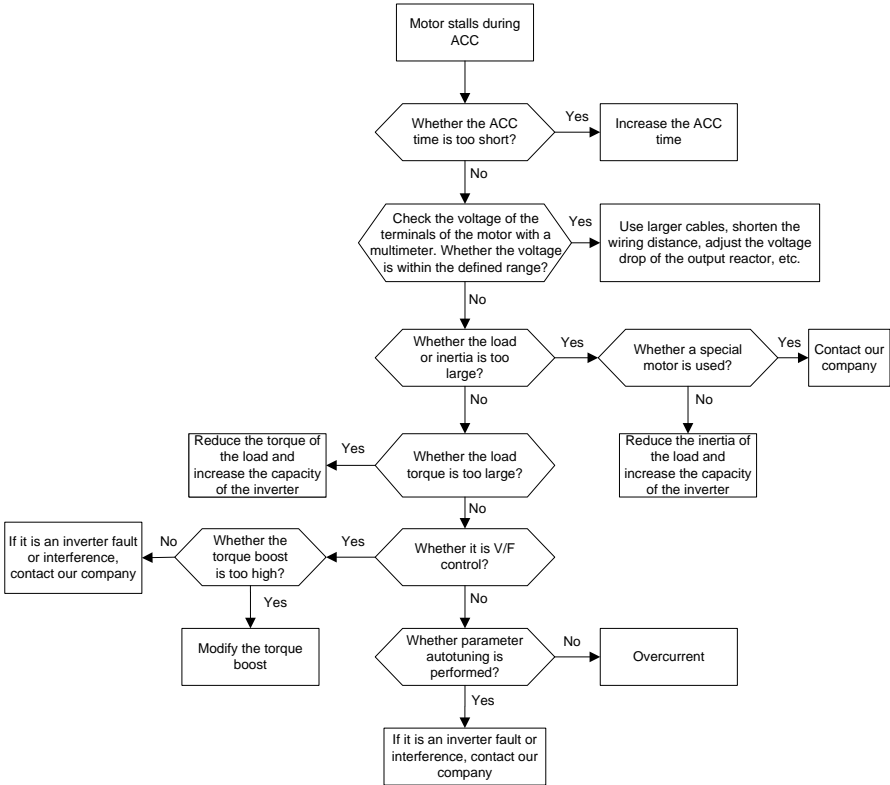 Motor stalls during
ACC
Whether the ACC
time is too short?
Yes
Increase the ACC
time
No
Check the voltage of the
terminals of the motor with a
multimeter. Whether the voltage
is within the defined range?
Yes
Use larger cables, shorten the
wiring distance, adjust the voltage
drop of the output reactor, etc.
No
Whether the load
or inertia is too
large?
Yes
Whether a special
motor is used?
Yes
Contact our
company
No
No
Reduce the torque of
the load and
increase the capacity
of the inverter
Yes
Whether the load
torque is too large?
Reduce the inertia of
the load and
increase the capacity
of the inverter
No
If it is an inverter fault
or interference,
contact our company
No
Whether the
torque boost
is too high?
Yes
Whether it is V/F
control?
Yes
No
Modify the torque
boost
Whether parameter
autotuning is
performed?
No
Overcurrent
Yes
If it is an inverter fault or
interference, contact our
company